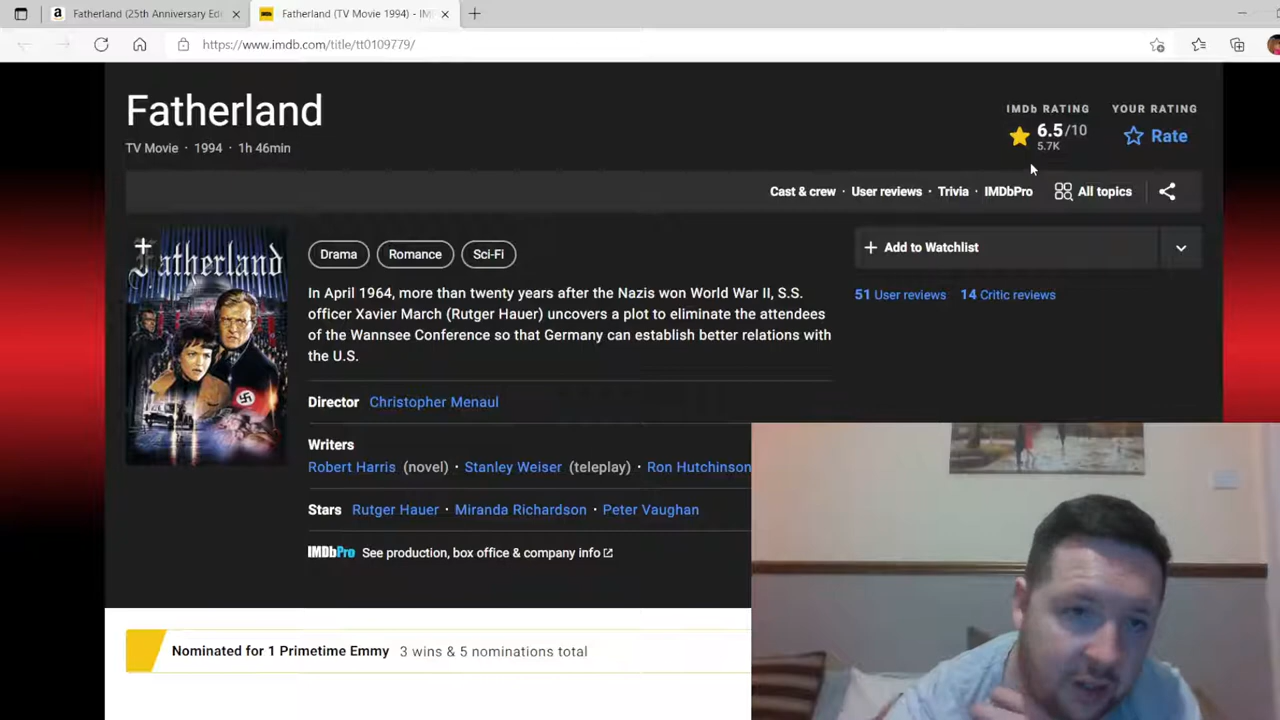 Fatherland (25th Anniversary Ed
Fatherland (TV Movie 1994) - IM
https://www.imdb.com/title/tt0109779/
Fatherland
TV Movie · 1994 · 1h 46min
IMDb RATING
6.5/10
5.7K
YOUR RATING
Rate
Cast & crew · User reviews · Trivia · IMDbPro
All topics
Fatherland
Drama
Romance
Sci-Fi
In April 1964, more than twenty years after the Nazis won World War II, S.S.
officer Xavier March (Rutger Hauer) uncovers a plot to eliminate the attendees
of the Wannsee Conference so that Germany can establish better relations with
the U.S.
+ Add to Watchlist
51 User reviews
14 Critic reviews
Director Christopher Menaul
Writers
Robert Harris (novel) · Stanley Weiser (teleplay) · Ron Hutchinson
Stars Rutger Hauer · Miranda Richardson · Peter Vaughan
IMDbPro See production, box office & company info
Nominated for 1 Primetime Emmy 3 wins & 5 nominations total